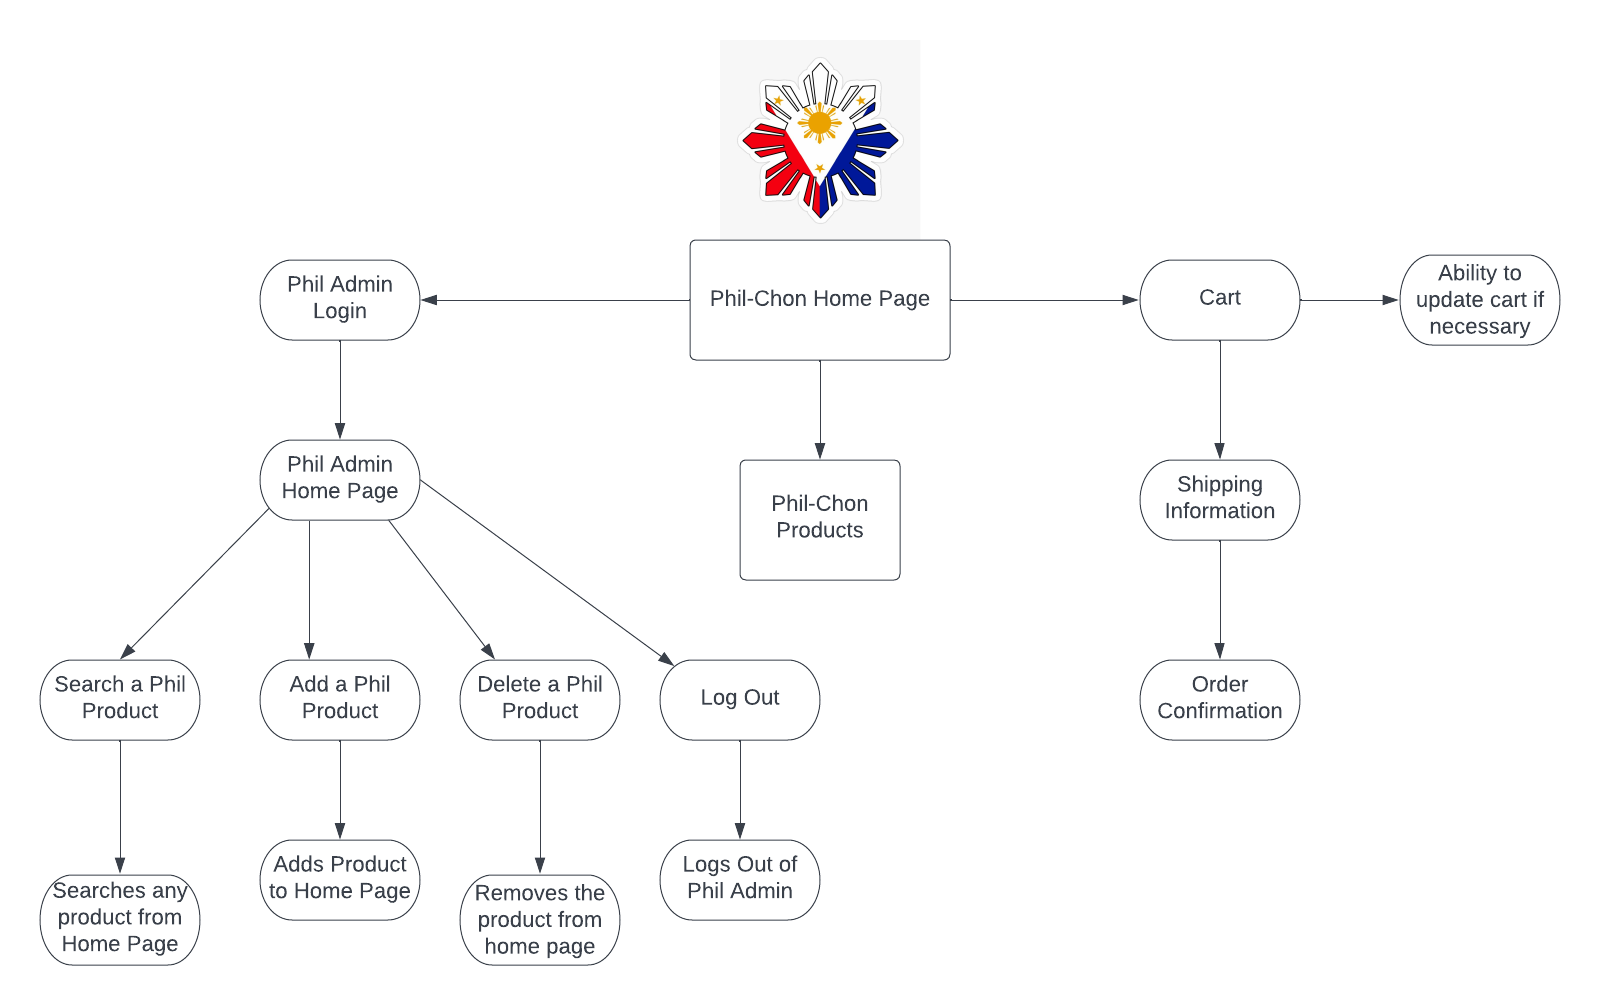 Phil Admin
Login
Phil-Chon Home Page
Cart
Ability to
update cart if
necessary
Phil Admin
Home Page
Phil-Chon
Products
Shipping
Information
Search a Phil
Product
Add a Phil
Product
Delete a Phil
Product
Log Out
Order
Confirmation
Searches any
product from
Home Page
Adds Product
to Home Page
Removes the
product from
home page
Logs Out of
Phil Admin